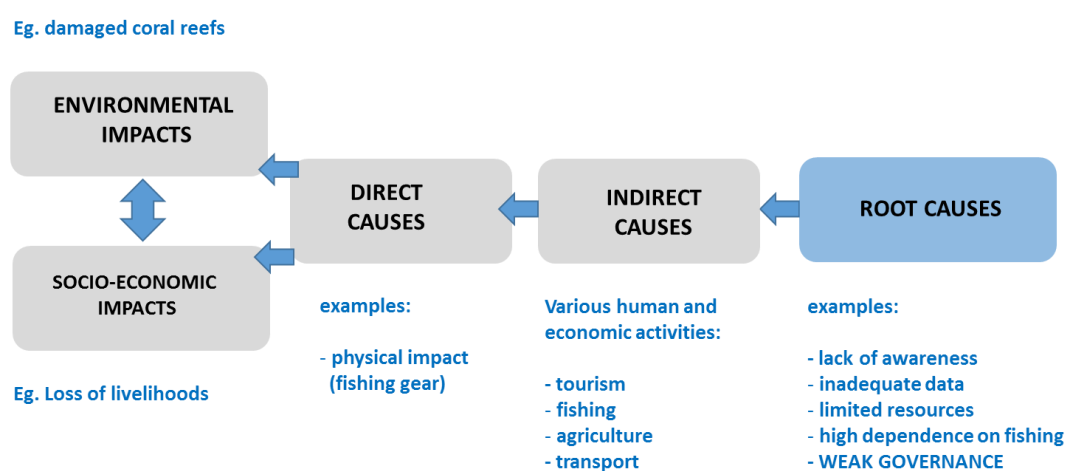 Eg. damaged coral reefs
ENVIRONMENTAL
IMPACTS
SOCIO-ECONOMIC
IMPACTS
Eg. Loss of livelihoods
DIRECT
CAUSES
examples:
- physical impact
(fishing gear)
INDIRECT
CAUSES
Various human and
economic activities:
- tourism
- fishing
- agriculture
- transport
ROOT CAUSES
examples:
- lack of awareness
- inadequate data
- limited resources
- high dependence on fishing
- WEAK GOVERNANCE